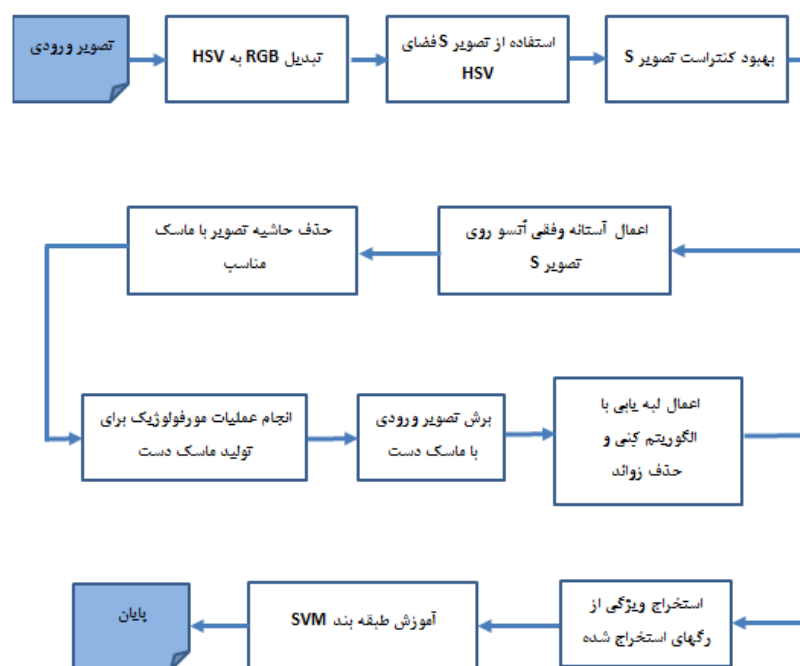 تصویر ورودی
تبدیل RGB به HSV
استفاده از تصویر S فضای
HSV
بهبود کنتراست تصویر S
اعمال آستانه وفقی اُتسو روی
تصویر S
حذف حاشیه تصویر با ماسک
مناسب
انجام عملیات مورفولوژیک برای
تولید ماسک دست
برش تصویر ورودی
با ماسک دست
اعمال لبه یابی با
الگوریتم کِنی و
حذف زوائد
استخراج ویژگی از
رگهای استخراج شده
آموزش طبقه بند SVM
پایان